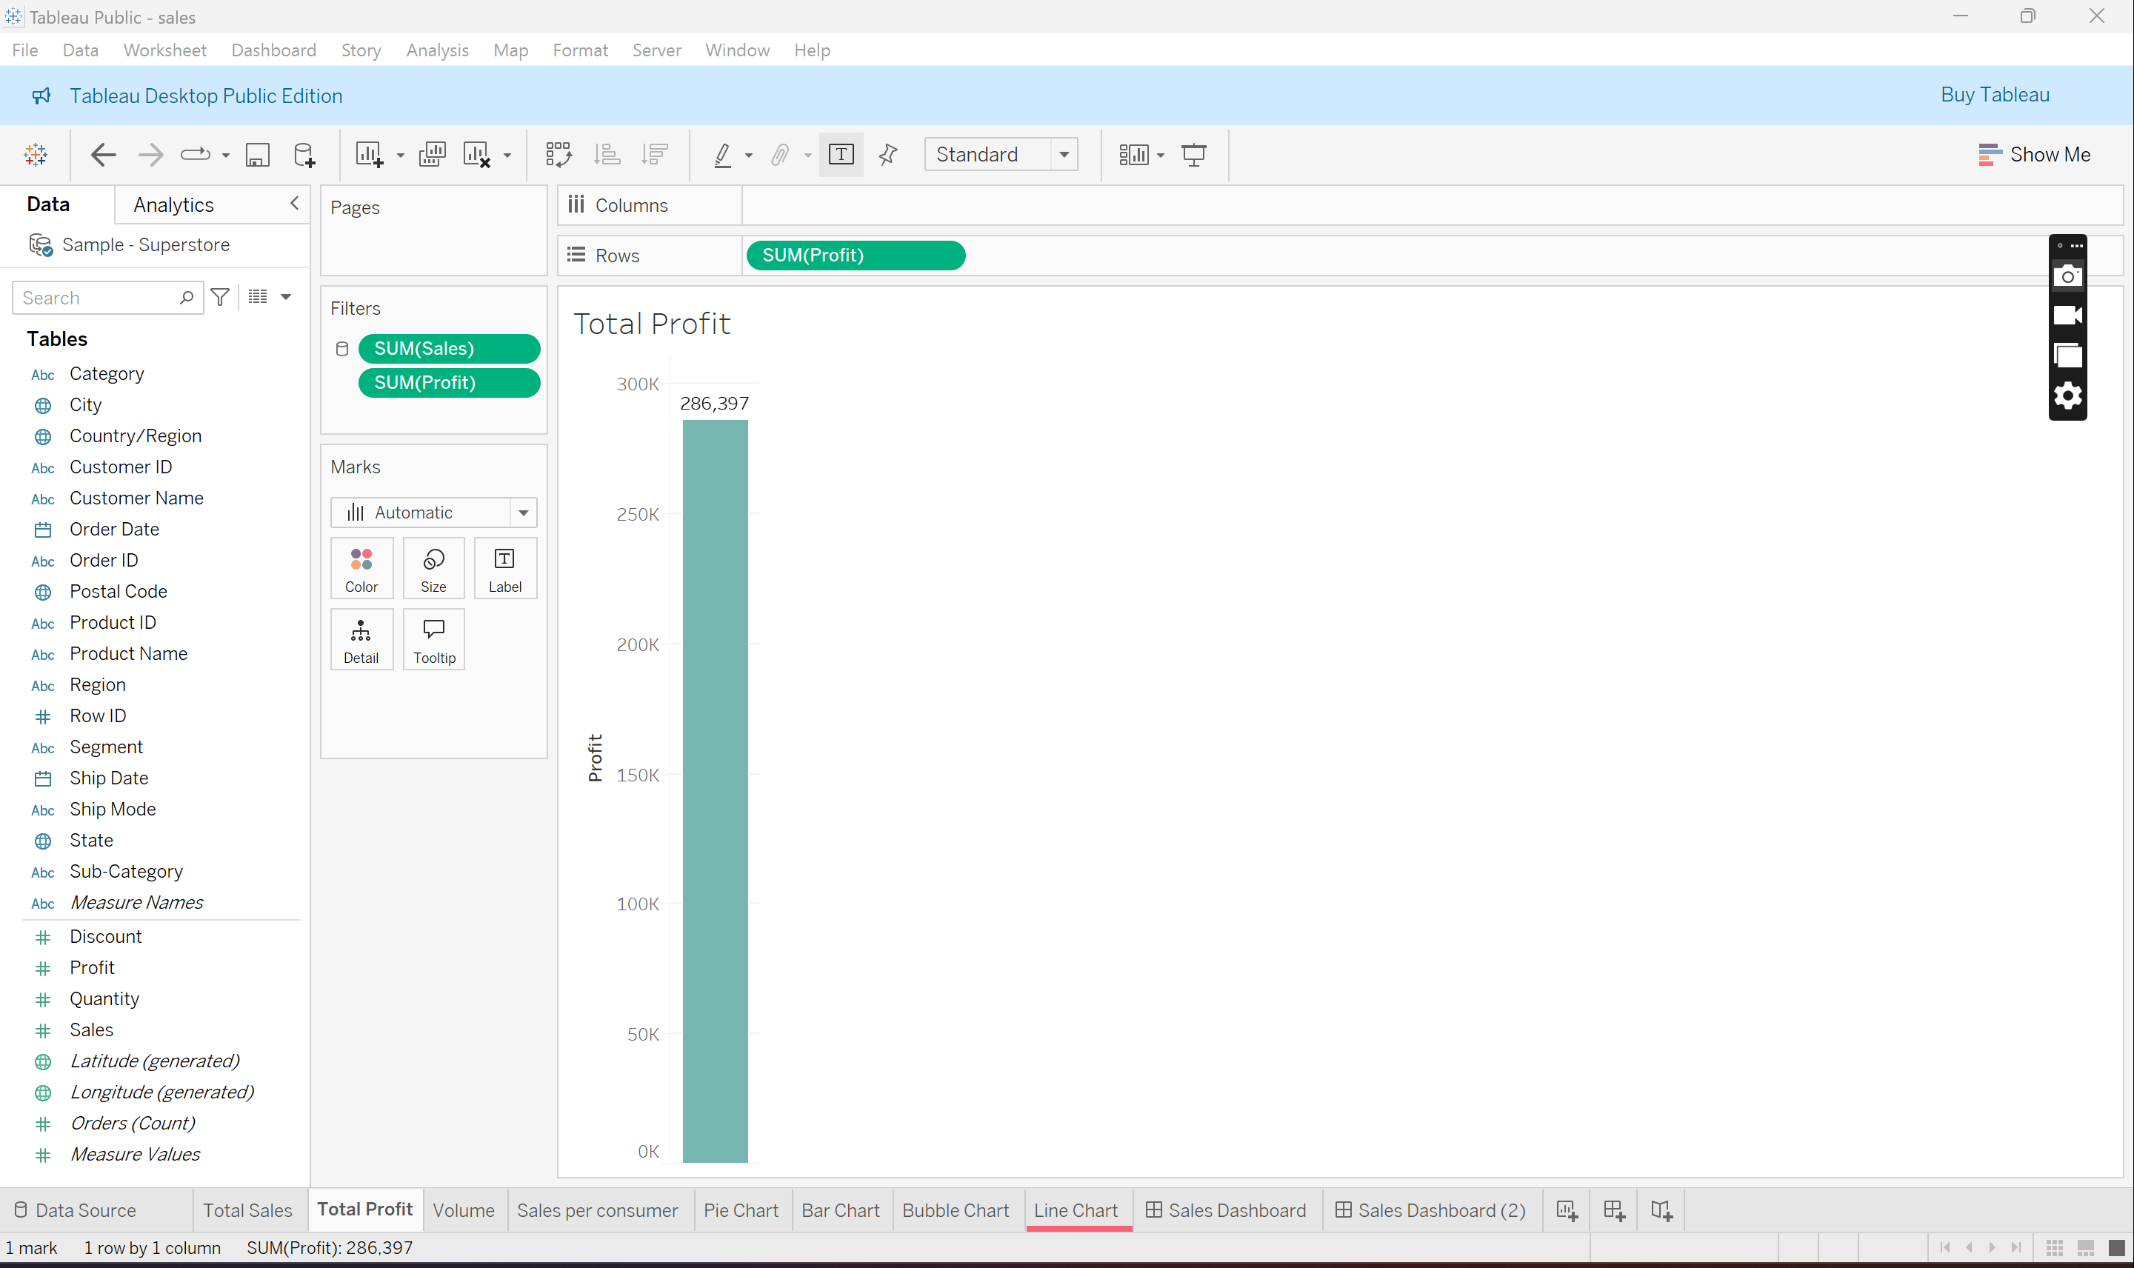 Tableau Public - sales
File Data Worksheet Dashboard Story Analysis Map Format Server Window Help
Tableau Desktop Public Edition
Buy Tableau
Standard
Show Me
Data
Analytics
Sample - Superstore
Search
Tables
Abc Category
City
Country/Region
Abc Customer ID
Abc Customer Name
Order Date
Abc Order ID
Postal Code
Abc Product ID
Abc Product Name
Abc Region
# Row ID
Abc Segment
Ship Date
Abc Ship Mode
State
Abc Sub-Category
Abc Measure Names
# Discount
# Profit
# Quantity
# Sales
Latitude (generated)
Longitude (generated)
# Orders (Count)
# Measure Values
Pages
Filters
SUM(Sales)
SUM(Profit)
Marks
Automatic
Color Size Label
Detail Tooltip
Columns
Rows SUM(Profit)
Total Profit
300K
286,397
250K
200K
150K
100K
50K
0K
Profit
Data Source Total Sales Total Profit Volume Sales per consumer Pie Chart Bar Chart Bubble Chart Line Chart Sales Dashboard Sales Dashboard (2)
1 mark 1 row by 1 column SUM(Profit): 286,397